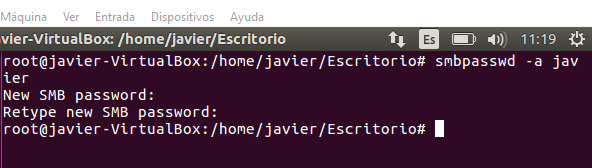 Máquina Ver Entrada Dispositivos Ayuda
avier-VirtualBox: /home/javier/Escritorio Es 11:19
root@javier-VirtualBox:/home/javier/Escritorio# smbpasswd -a jav
ier
New SMB password:
Retype new SMB password:
root@javier-VirtualBox:/home/javier/Escritorio#